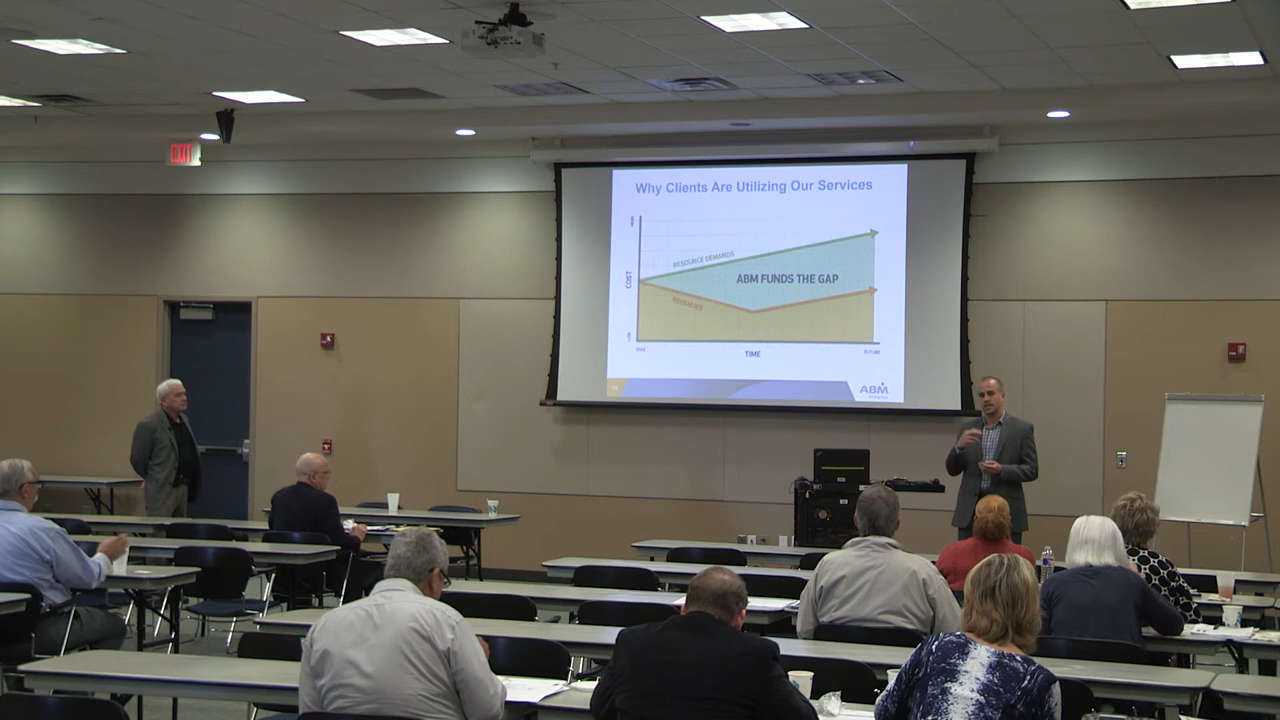 EXIT
Why Clients Are Utilizing Our Services
COST
RESOURCE DEMANDS
ABM FUNDS THE GAP
REVENUES
TIME
FUTURE
ABM